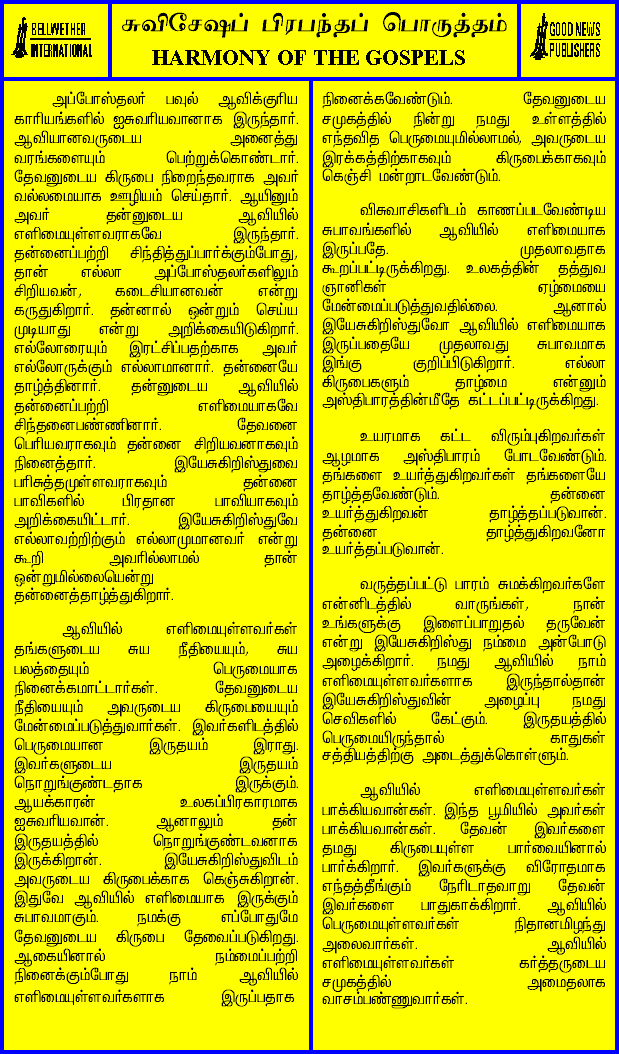 BELLWETHER
INTERNATIONAL
சுவிசேஷப் பிரபந்தப் பொருத்தம்
HARMONY OF THE GOSPELS
GOOD NEWS
PUBLISHERS
அப்போஸ்தலர் பவுல் ஆவிக்குரிய
காரியங்களில் ஐசுவரியவானாக இருந்தார்.
ஆவியானவருடைய அனைத்து
வரங்களையும் பெற்றுக்கொண்டார்.
தேவனுடைய கிருபை நிறைந்தவராக அவர்
வல்லமையாக ஊழியம் செய்தார். ஆயினும்
அவர் தன்னுடைய ஆவியில்
எளிமையுள்ளவராகவே இருந்தார்.
தன்னைப்பற்றி சிந்தித்துப்பார்க்கும்போது,
தான் எல்லா அப்போஸ்தலர்களிலும்
சிறியவன், கடைசியானவன் என்று
கருதுகிறார். தன்னால் ஒன்றும் செய்ய
முடியாது என்று அறிக்கையிடுகிறார்.
எல்லோரையும் இரட்சிப்பதற்காக அவர்
எல்லோருக்கும் எல்லாமானார். தன்னையே
தாழ்த்தினார். தன்னுடைய ஆவியில்
தன்னைப்பற்றி எளிமையாகவே
சிந்தனைபண்ணினார். தேவனை
பெரியவராகவும் தன்னை சிறியவனாகவும்
நினைத்தார். இயேசுகிறிஸ்துவை
பரிசுத்தமுள்ளவராகவும் தன்னை
பாவிகளில் பிரதான பாவியாகவும்
அறிக்கையிட்டார். இயேசுகிறிஸ்துவே
எல்லாவற்றிற்கும் எல்லாமுமானவர் என்று
கூறி அவரில்லாமல் தான்
ஒன்றுமில்லையென்று
தன்னைத்தாழ்த்துகிறார்.
ஆவியில் எளிமையுள்ளவர்கள்
தங்களுடைய சுய நீதியையும், சுய
பலத்தையும் பெருமையாக
நினைக்கமாட்டார்கள். தேவனுடைய
நீதியையும் அவருடைய கிருபையையும்
மேன்மைப்படுத்துவார்கள். இவர்களிடத்தில்
பெருமையான இருதயம் இராது.
இவர்களுடைய இருதயம்
நொறுங்குண்டதாக இருக்கும்.
ஆயக்காரன் உலகப்பிரகாரமாக
ஐசுவரியவான். ஆனாலும் தன்
இருதயத்தில் நொறுங்குண்டவனாக
இருக்கிறான். இயேசுகிறிஸ்துவிடம்
அவருடைய கிருபைக்காக கெஞ்சுகிறான்.
இதுவே ஆவியில் எளிமையாக இருக்கும்
சுபாவமாகும். நமக்கு எப்போதுமே
தேவனுடைய கிருபை தேவைப்படுகிறது.
ஆகையினால் நம்மைப்பற்றி
நினைக்கும்போது நாம் ஆவியில்
எளிமையுள்ளவர்களாக இருப்பதாக
நினைக்கவேண்டும். தேவனுடைய
சமுகத்தில் நின்று நமது உள்ளத்தில்
எந்தவித பெருமையுமில்லாமல், அவருடைய
இரக்கத்திற்காகவும் கிருபைக்காகவும்
கெஞ்சி மன்றாடவேண்டும்.
விசுவாசிகளிடம் காணப்படவேண்டிய
சுபாவங்களில் ஆவியில் எளிமையாக
இருப்பதே. முதலாவதாக
கூறப்பட்டிருக்கிறது. உலகத்தின் தத்துவ
ஞானிகள் ஏழ்மையை
மேன்மைப்படுத்துவதில்லை. ஆனால்
இயேசுகிறிஸ்துவோ ஆவியில் எளிமையாக
இருப்பதையே முதலாவது சுபாவமாக
இங்கு குறிப்பிடுகிறார். எல்லா
கிருபைகளும் தாழ்மை என்னும்
அஸ்திபாரத்தின்மீதே கட்டப்பட்டிருக்கிறது.
உயரமாக கட்ட விரும்புகிறவர்கள்
ஆழமாக அஸ்திபாரம் போடவேண்டும்.
தங்களை உயர்த்துகிறவர்கள் தங்களையே
தாழ்த்தவேண்டும். தன்னை
உயர்த்துகிறவன் தாழ்த்தப்படுவான்.
தன்னை தாழ்த்துகிறவனோ
உயர்த்தப்படுவான்.
வருத்தப்பட்டு பாரம் சுமக்கிறவர்களே
என்னிடத்தில் வாருங்கள், நான்
உங்களுக்கு இளைப்பாறுதல் தருவேன்
என்று இயேசுகிறிஸ்து நம்மை அன்போடு
அழைக்கிறார். நமது ஆவியில் நாம்
எளிமையுள்ளவர்களாக இருந்தால்தான்
இயேசுகிறிஸ்துவின் அழைப்பு நமது
செவிகளில் கேட்கும். இருதயத்தில்
பெருமையிருந்தால் காதுகள்
சத்தியத்திற்கு அடைத்துக்கொள்ளும்.
ஆவியில் எளிமையுள்ளவர்கள்
பாக்கியவான்கள். இந்த பூமியில் அவர்கள்
பாக்கியவான்கள். தேவன் இவர்களை
தமது கிருபையுள்ள பார்வையினால்
பார்க்கிறார். இவர்களுக்கு விரோதமாக
எந்தத்தீங்கும் நேரிடாதவாறு தேவன்
இவர்களை பாதுகாக்கிறார். ஆவியில்
பெருமையுள்ளவர்கள் நிதானமிழந்து
அலைவார்கள். ஆவியில்
எளிமையுள்ளவர்கள் கர்த்தருடைய
சமுகத்தில் அமைதலாக
வாசம்பண்ணுவார்கள்.